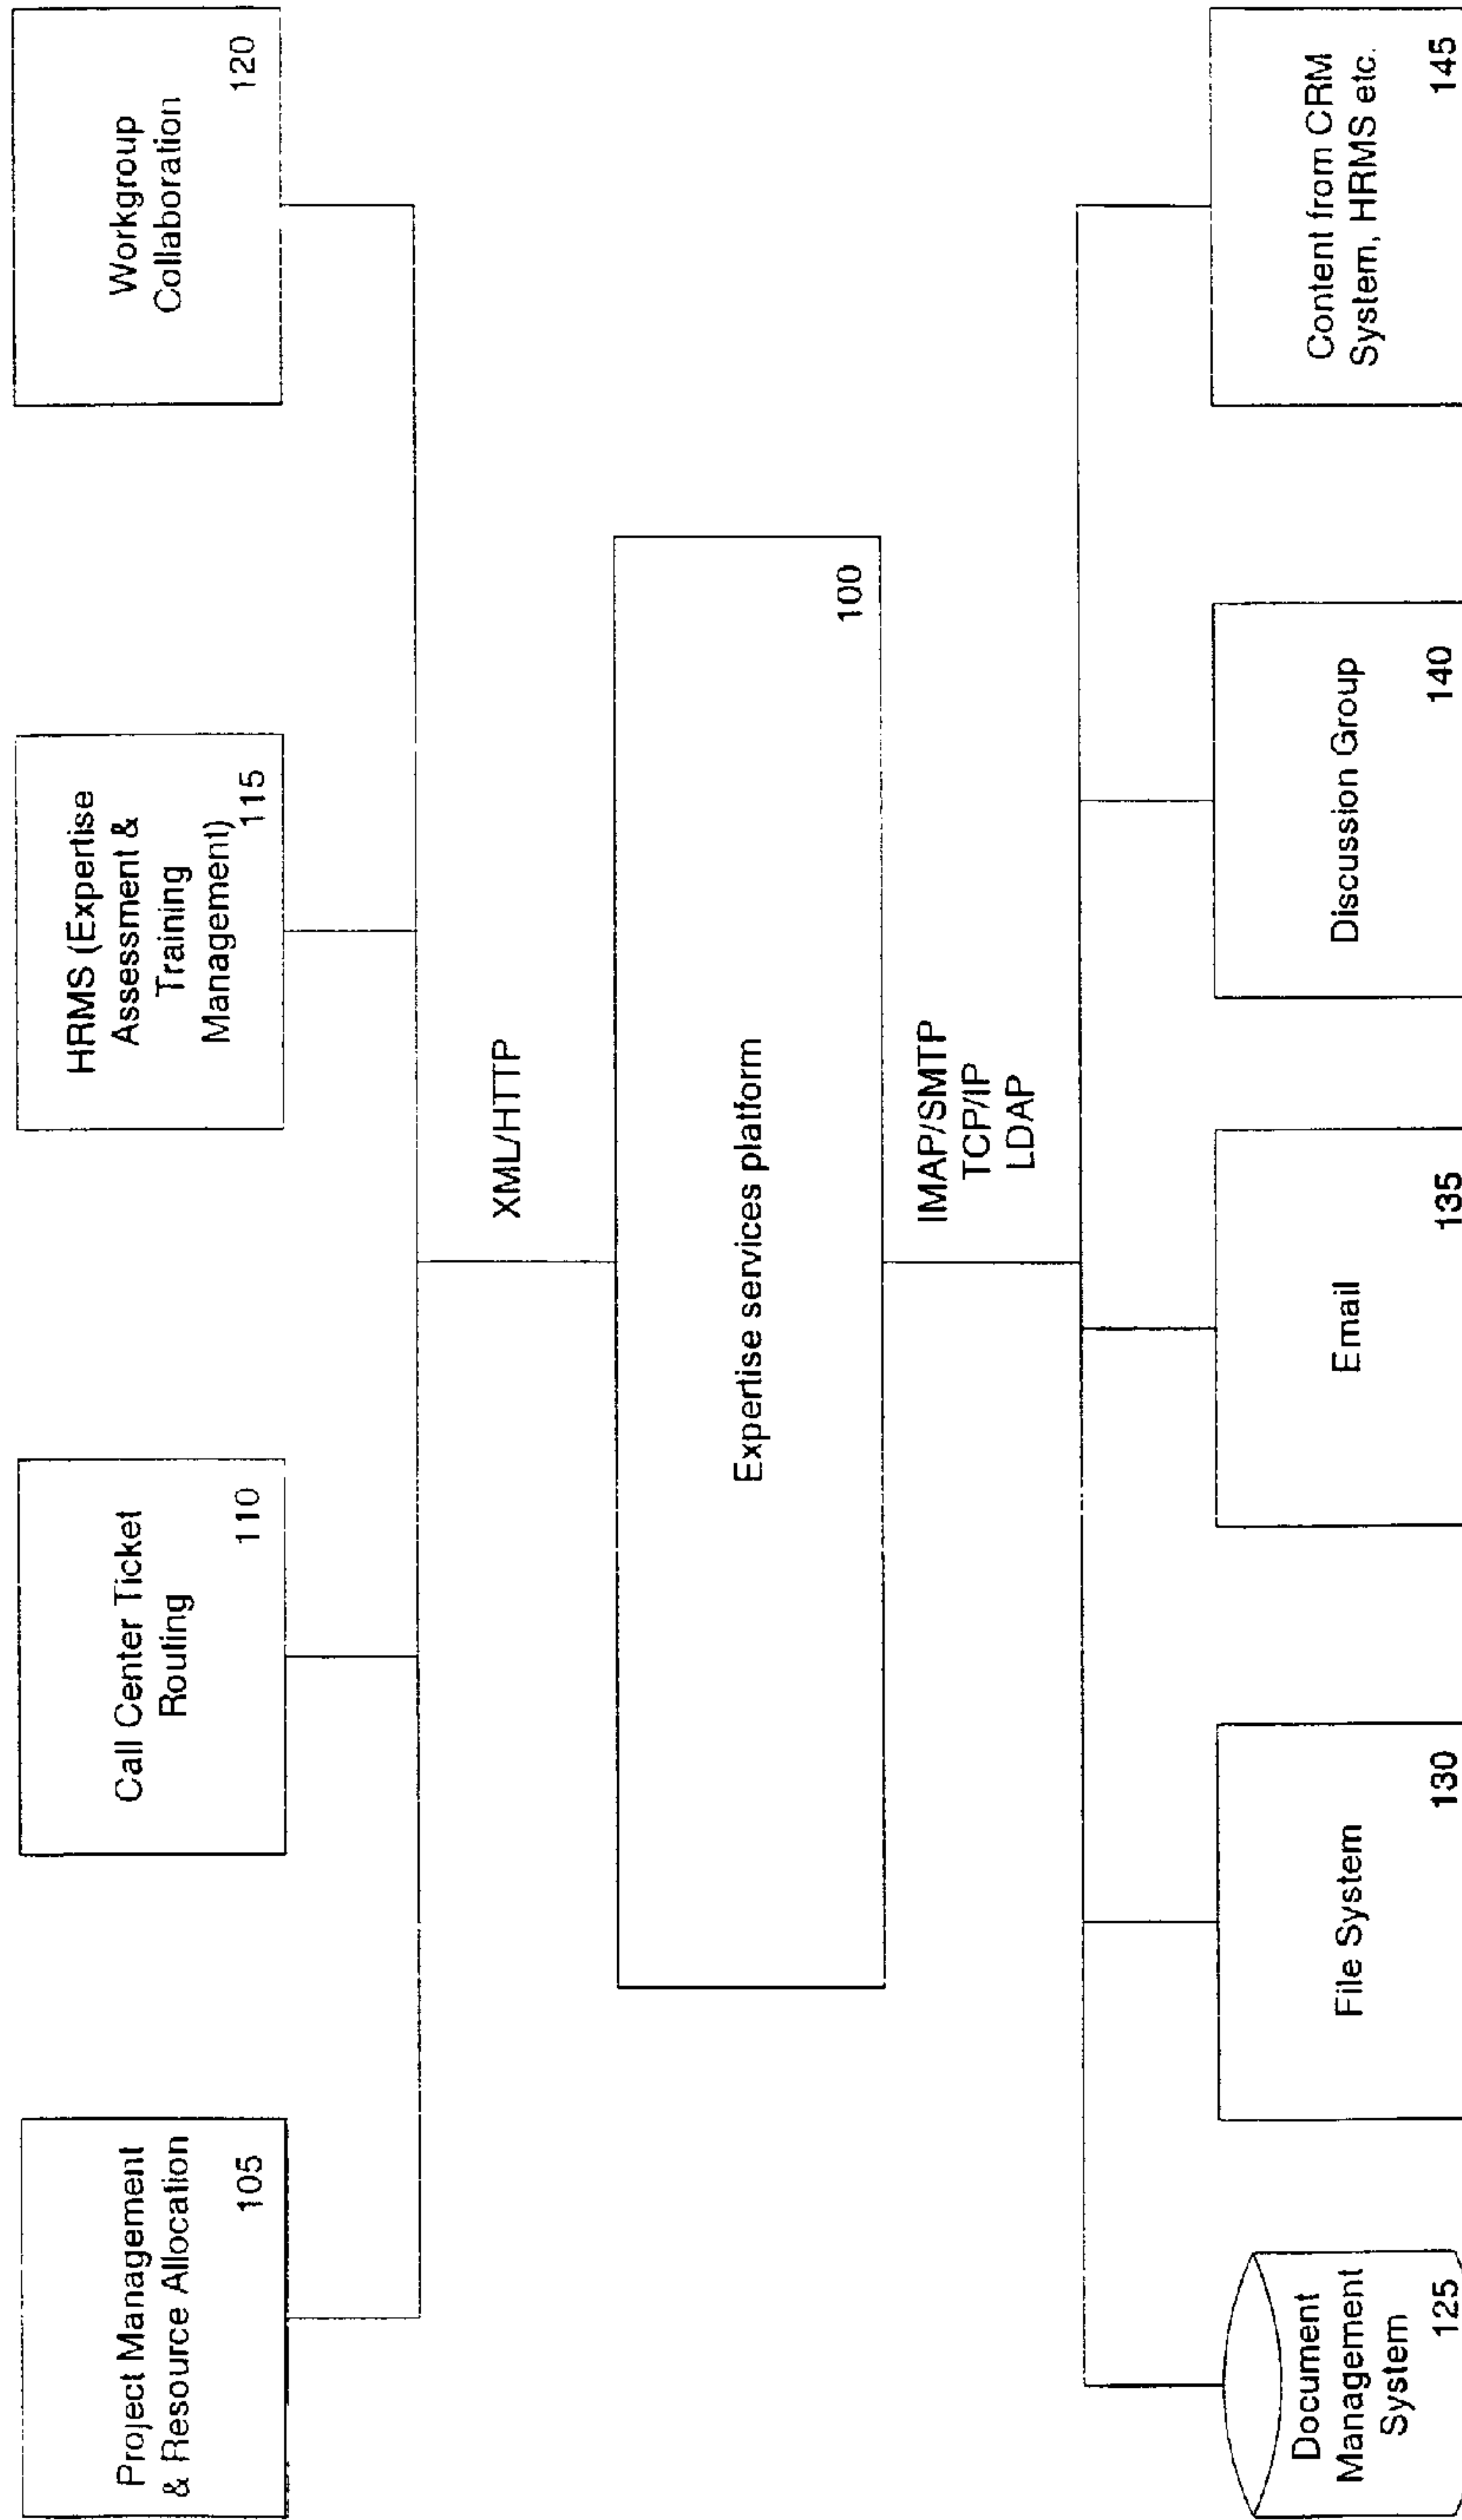 Project Management
& Resource Allocation
105
Call Center Ticket
Routing
110
HRMS (Expertise
Assessment &
Training
Management)
115
Workgroup
Collaboration
120
XML/HTTP
Expertise services platform
100
IMAP/SMTP
TCP/IP
LDAP
Document
Management
System
125
File System
130
Email
135
Discussion Group
140
Content from CRM
System, HRMS etc.
145